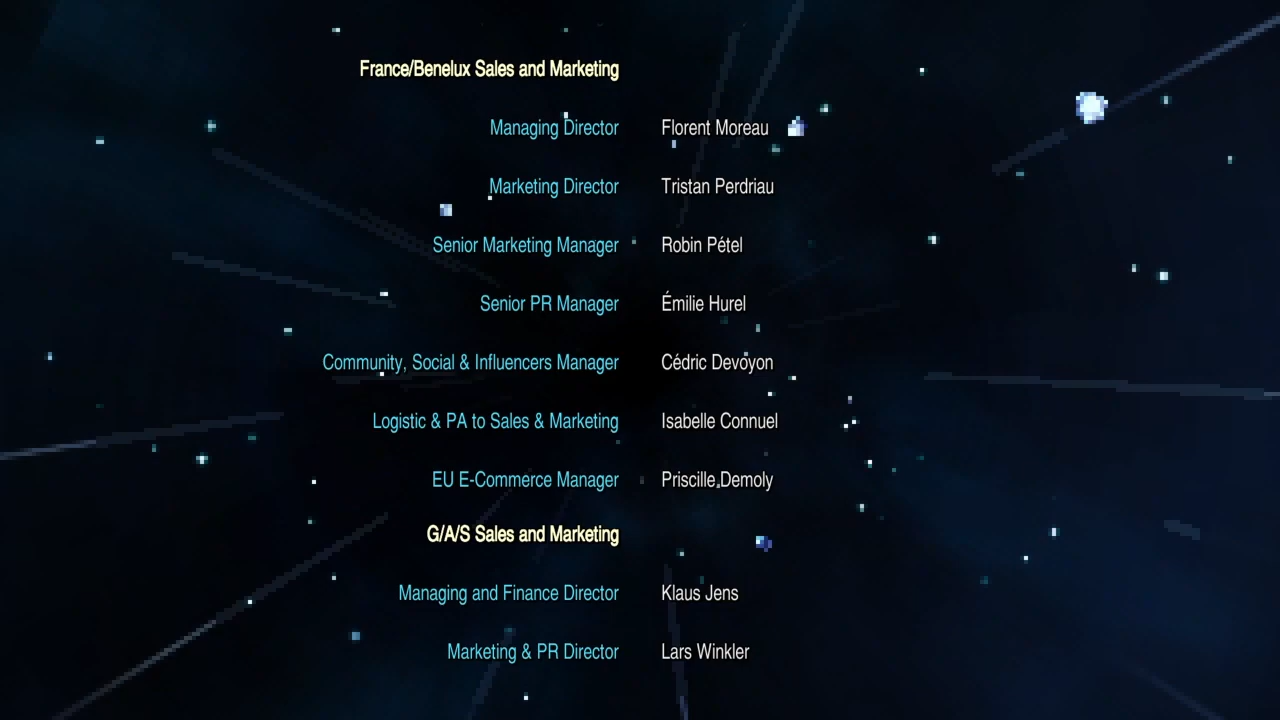 France/Benelux Sales and Marketing
Managing Director Florent Moreau
Marketing Director Tristan Perdriau
Senior Marketing Manager Robin Pétel
Senior PR Manager Émilie Hurel
Community, Social & Influencers Manager Cédric Devoyon
Logistic & PA to Sales & Marketing Isabelle Connuel
EU E-Commerce Manager Priscille Demoly
G/A/S Sales and Marketing
Managing and Finance Director Klaus Jens
Marketing & PR Director Lars Winkler